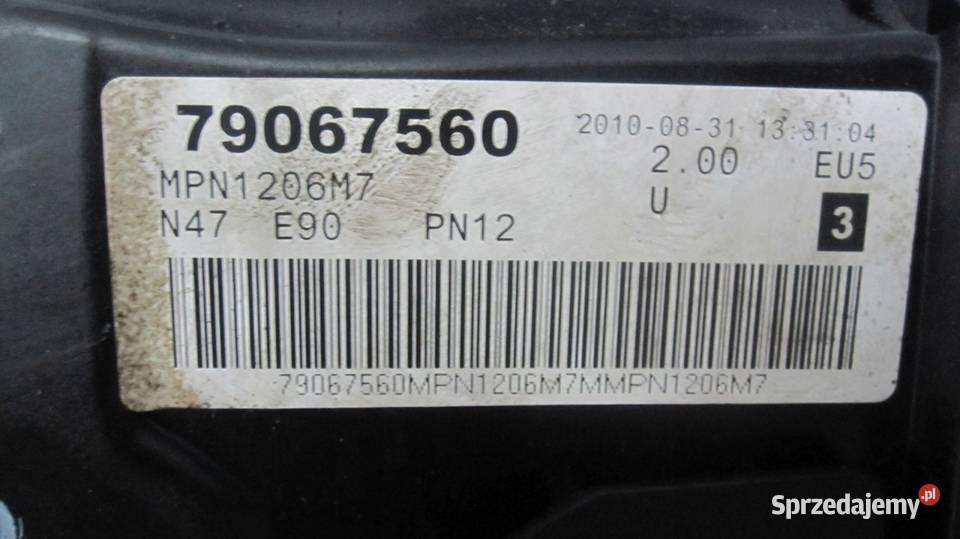 79067560 2010-08-31 13:31:04
MPN1206M7 2.00 EU5
N47 E90 PN12 U 3
79067560MPN1206M7MMPN1206M7
Sprzedajemy.pl